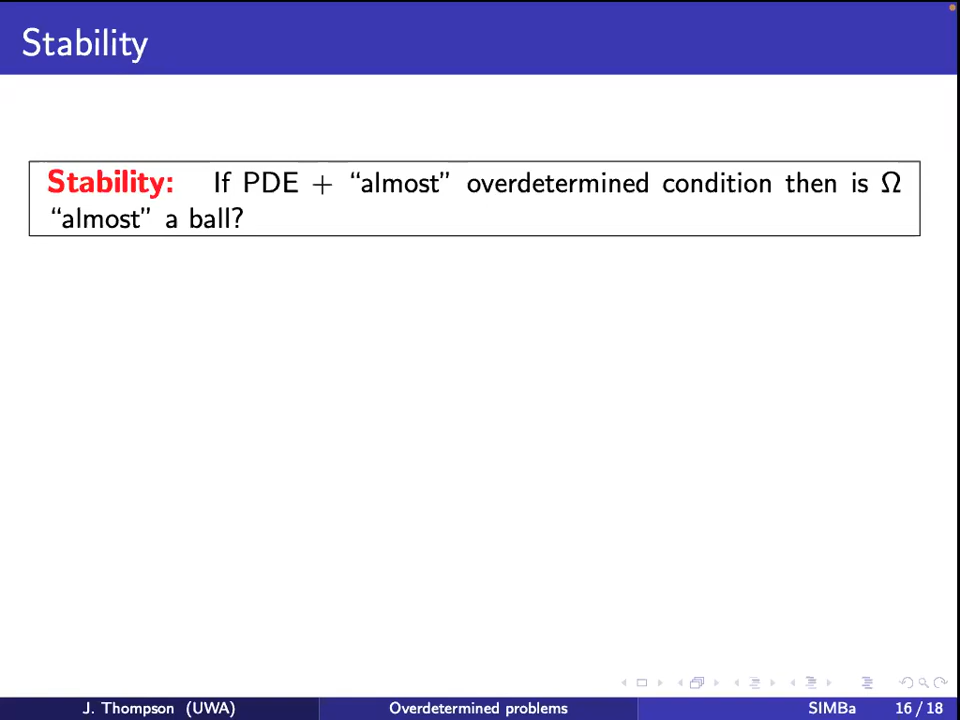 Stability
Stability: If PDE + “almost” overdetermined condition then is Ω
“almost” a ball?
J. Thompson (UWA) Overdetermined problems SIMBa 16 / 18